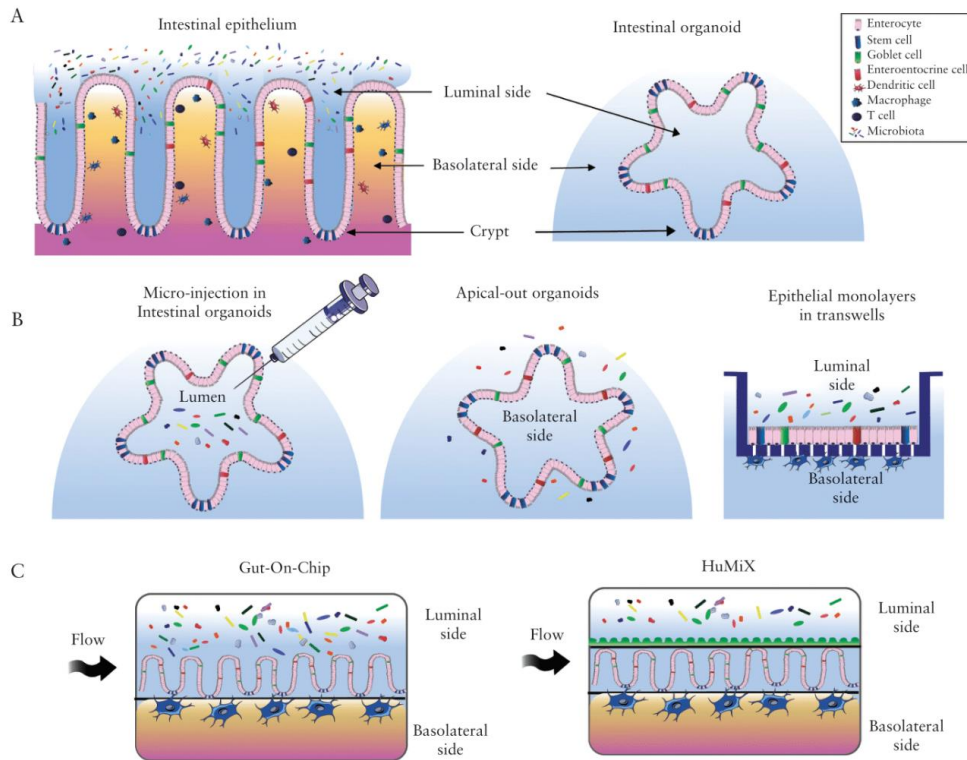 A
Intestinal epithelium
Intestinal organoid
Luminal side
Basolateral side
Crypt
Enterocyte
Stem cell
Goblet cell
Enteroentocrine cell
Dendritic cell
Macrophage
T cell
Microbiota
B
Micro-injection in
Intestinal organoids
Lumen
Apical-out organoids
Basolateral
side
Epithelial monolayers
in transwells
Luminal
side
Basolateral
side
C
Gut-On-Chip
Flow
Luminal
side
Basolateral
side
HuMiX
Flow
Luminal
side
Basolateral
side